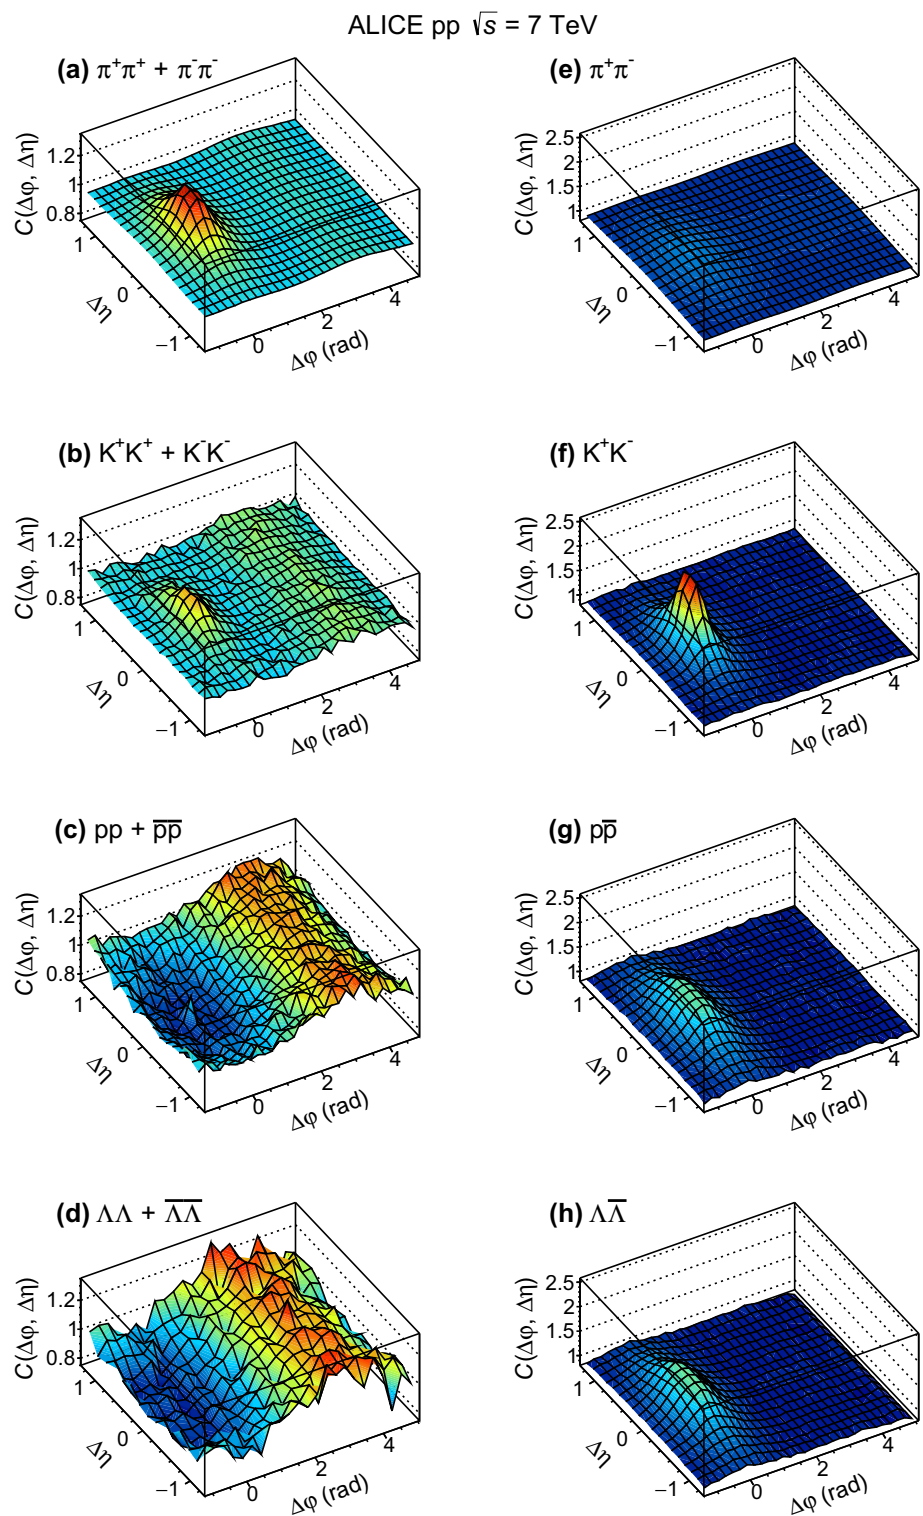 ALICE pp √s = 7 TeV
(a) π⁺π⁺ + π⁻π⁻
C(Δφ, Δη)
1.2
1
0.8
1
0
−1
Δη
0
2
4
Δφ (rad)
(e) π⁺π⁻
C(Δφ, Δη)
2.5
2
1.5
1
1
0
−1
Δη
0
2
4
Δφ (rad)
(b) K⁺K⁺ + K⁻K⁻
C(Δφ, Δη)
1.2
1
0.8
1
0
−1
Δη
0
2
4
Δφ (rad)
(f) K⁺K⁻
C(Δφ, Δη)
2.5
2
1.5
1
1
0
−1
Δη
0
2
4
Δφ (rad)
(c) pp + p̅p̅
C(Δφ, Δη)
1.2
1
0.8
1
0
−1
Δη
0
2
4
Δφ (rad)
(g) pp̅
C(Δφ, Δη)
2.5
2
1.5
1
1
0
−1
Δη
0
2
4
Δφ (rad)
(d) ΛΛ + Λ̅Λ̅
C(Δφ, Δη)
1.2
1
0.8
1
0
−1
Δη
0
2
4
Δφ (rad)
(h) ΛΛ̅
C(Δφ, Δη)
2.5
2
1.5
1
1
0
−1
Δη
0
2
4
Δφ (rad)